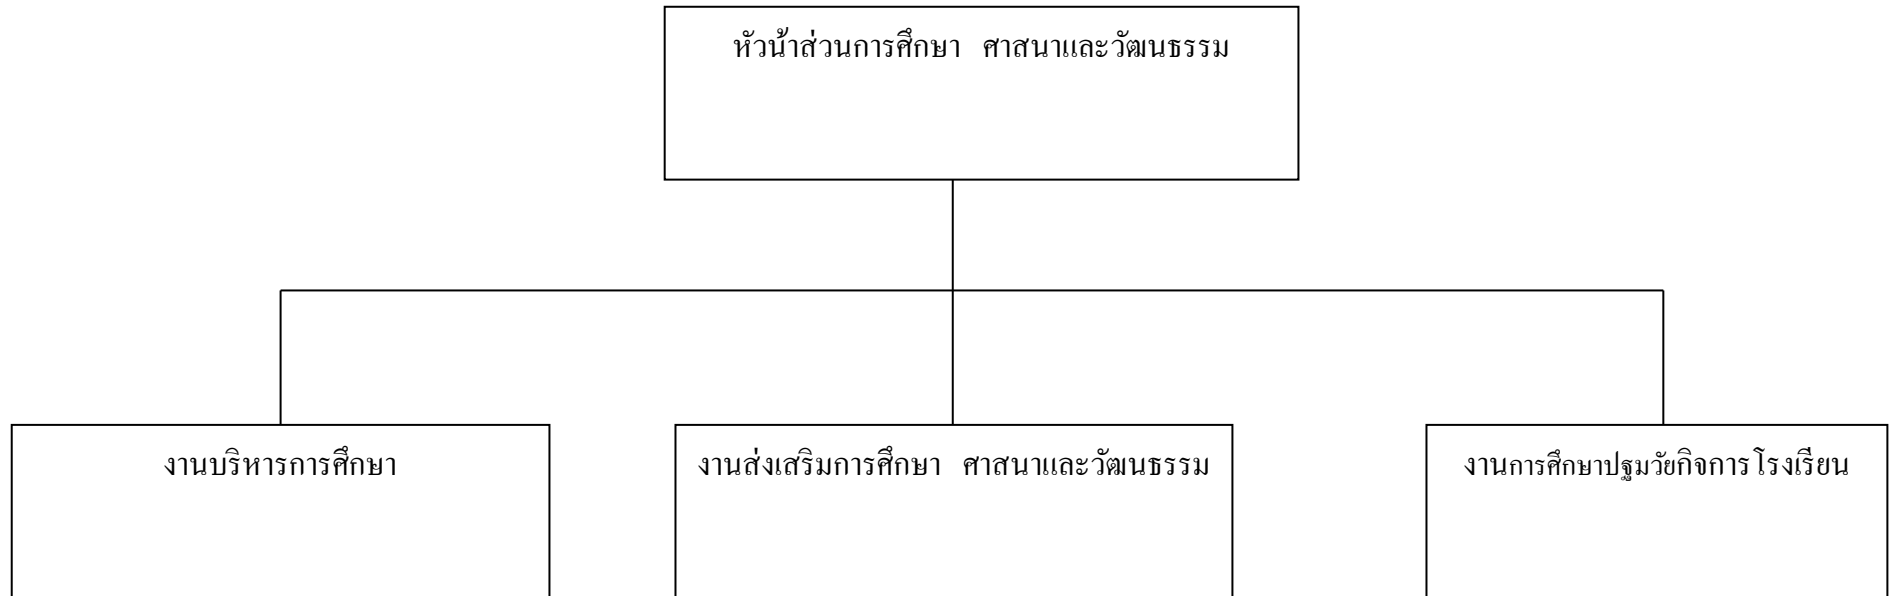 หัวน้าส่วนการศึกษา ศาสนาและวัฒนธรรม
งานบริหารการศึกษา
งานส่งเสริมการศึกษา ศาสนาและวัฒนธรรม
งานการศึกษาปฐมวัยกิจการโรงเรียน